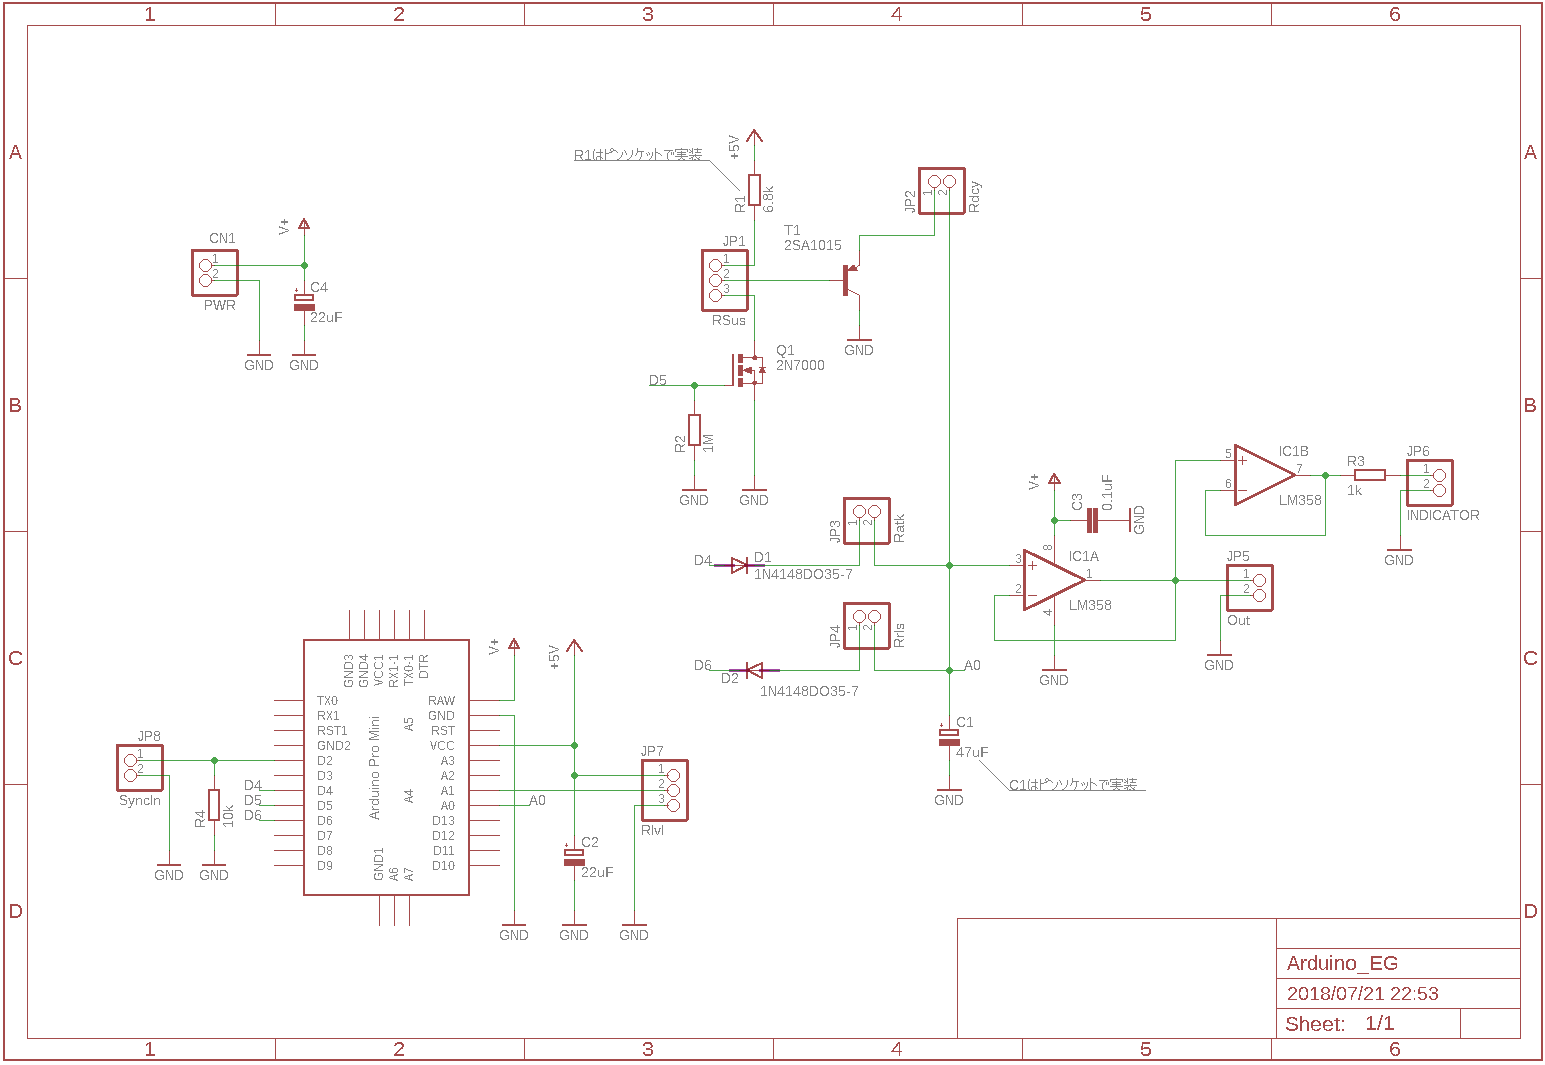 1 2 3 4 5 6
A A
B B
C C
D D
1 2 3 4 5 6
R1はピンソケットで実装
+5V
R1
6.8k
JP2
1
2
Rdcy
V+
CN1
1
2
PWR
C4
22uF
GND
GND
JP1
1
2
3
RSus
T1
2SA1015
GND
Q1
2N7000
D5
R2
1M
GND
GND
JP3
1
2
Ratk
D4
D1
1N4148DO35-7
JP4
1
2
Rrls
D6
D2
1N4148DO35-7
A0
C1
47uF
C1はピンソケットで実装
GND
V+
C3
0.1uF
GND
IC1A
LM358
3
2
8
4
1
+
−
GND
IC1B
LM358
5
6
7
+
−
R3
1k
JP6
1
2
INDICATOR
GND
JP5
1
2
Out
GND
GND3
GND4
VCC1
RX1-1
TX0-1
DTR
TX0
RX1
RST1
GND2
D2
D3
D4
D5
D6
D7
D8
D9
Arduino Pro Mini
A5
A4
GND1
A6
A7
RAW
GND
RST
VCC
A3
A2
A1
A0
D13
D12
D11
D10
V+
+5V
A0
JP8
1
2
SyncIn
R4
10k
D4
D5
D6
GND
GND
JP7
1
2
3
Rlvl
C2
22uF
GND
GND
GND
Arduino_EG
2018/07/21 22:53
Sheet: 1/1